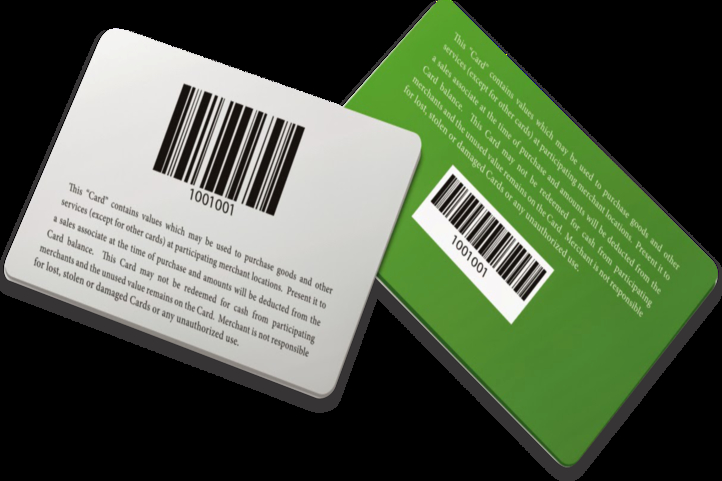 1001001
This "Card" contains values which may be used to purchase goods and other
services (except for other cards) at participating merchant locations. Present it to
a sales associate at the time of purchase and amounts will be deducted from the
Card balance. This Card may not be redeemed for cash from participating
merchants and the unused value remains on the Card. Merchant is not responsible
for lost, stolen or damaged Cards or any unauthorized use.
This "Card" contains values which may be used to purchase goods and other
services (except for other cards) at participating merchant locations. Present it to
a sales associate at the time of purchase and amounts will be deducted from the
Card balance. This Card may not be redeemed for cash from participating
merchants and the unused value remains on the Card. Merchant is not responsible
for lost, stolen or damaged Cards or any unauthorized use.
1001001